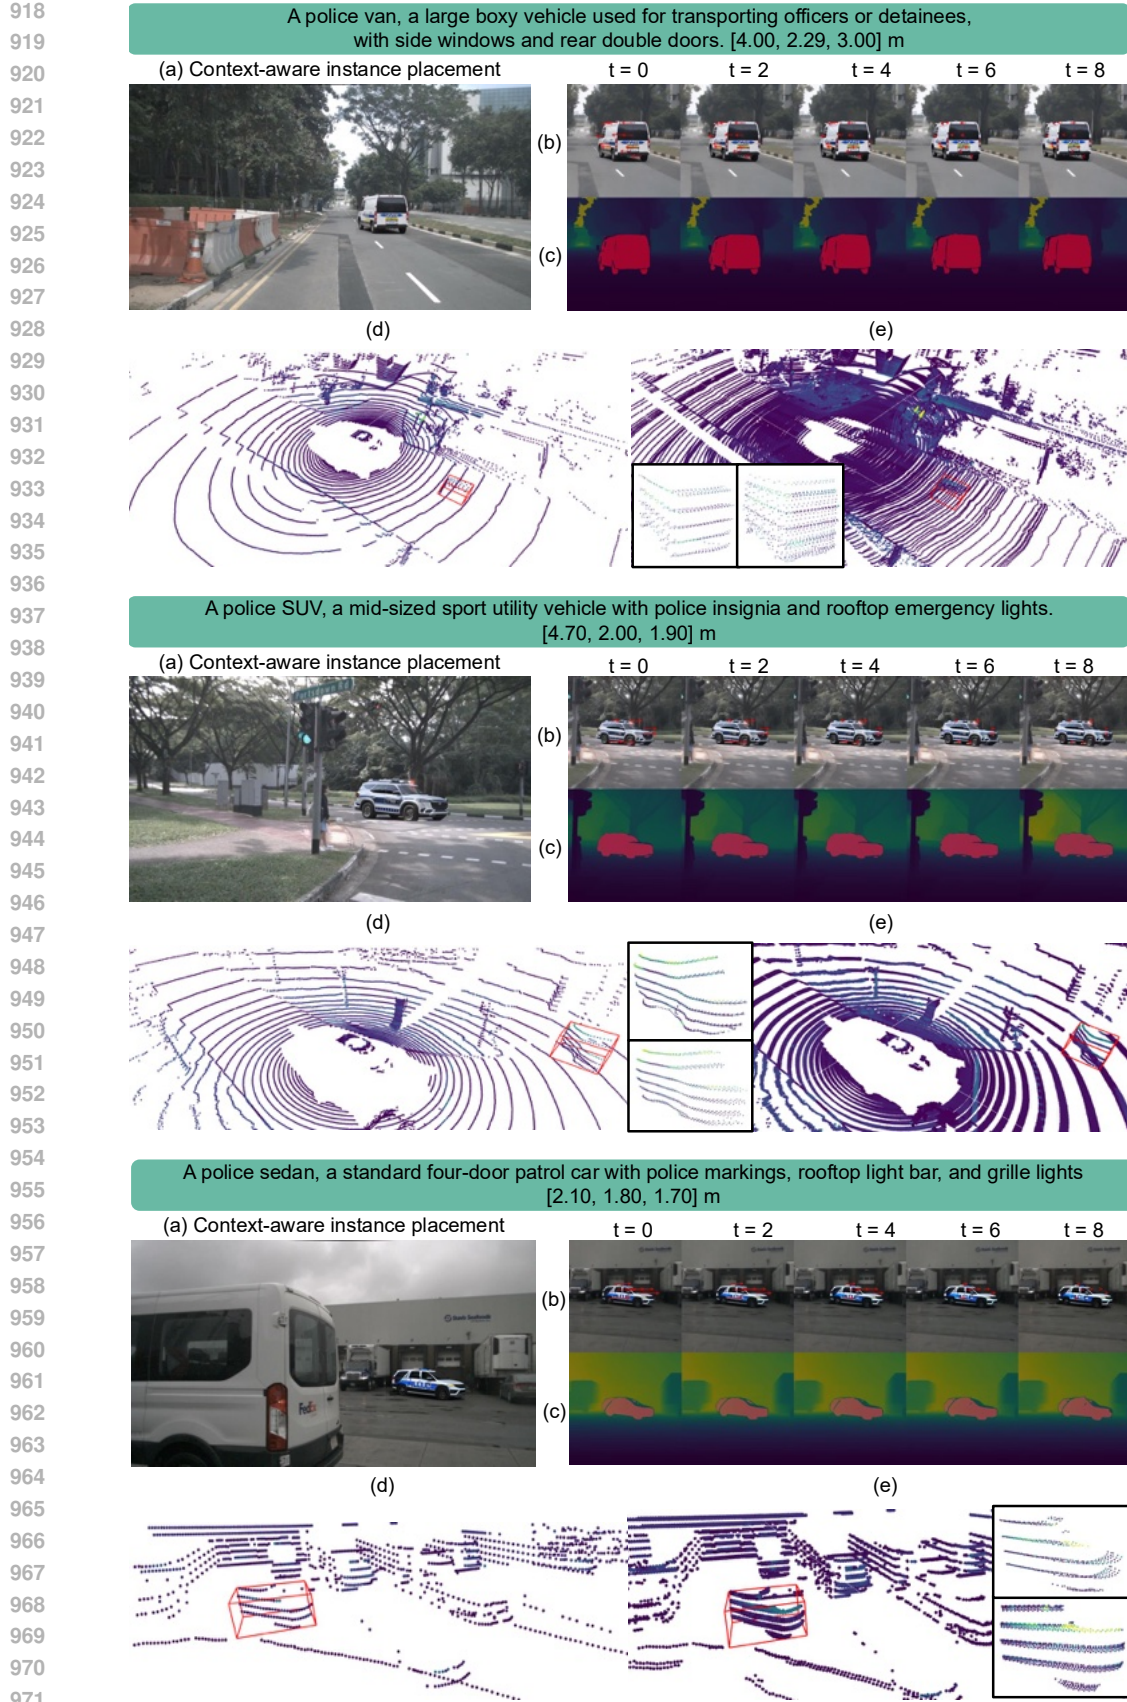 918
919
920
921
922
923
924
925
926
927
928
929
930
931
932
933
934
935
936
937
938
939
940
941
942
943
944
945
946
947
948
949
950
951
952
953
954
955
956
957
958
959
960
961
962
963
964
965
966
967
968
969
970
971
A police van, a large boxy vehicle used for transporting officers or detainees,
with side windows and rear double doors. [4.00, 2.29, 3.00] m
(a) Context-aware instance placement
t = 0 t = 2 t = 4 t = 6 t = 8
(b)
(c)
(d) (e)
A police SUV, a mid-sized sport utility vehicle with police insignia and rooftop emergency lights.
[4.70, 2.00, 1.90] m
(a) Context-aware instance placement
t = 0 t = 2 t = 4 t = 6 t = 8
(b)
(c)
(d) (e)
A police sedan, a standard four-door patrol car with police markings, rooftop light bar, and grille lights
[2.10, 1.80, 1.70] m
(a) Context-aware instance placement
t = 0 t = 2 t = 4 t = 6 t = 8
(b)
FedEx
(c)
(d) (e)